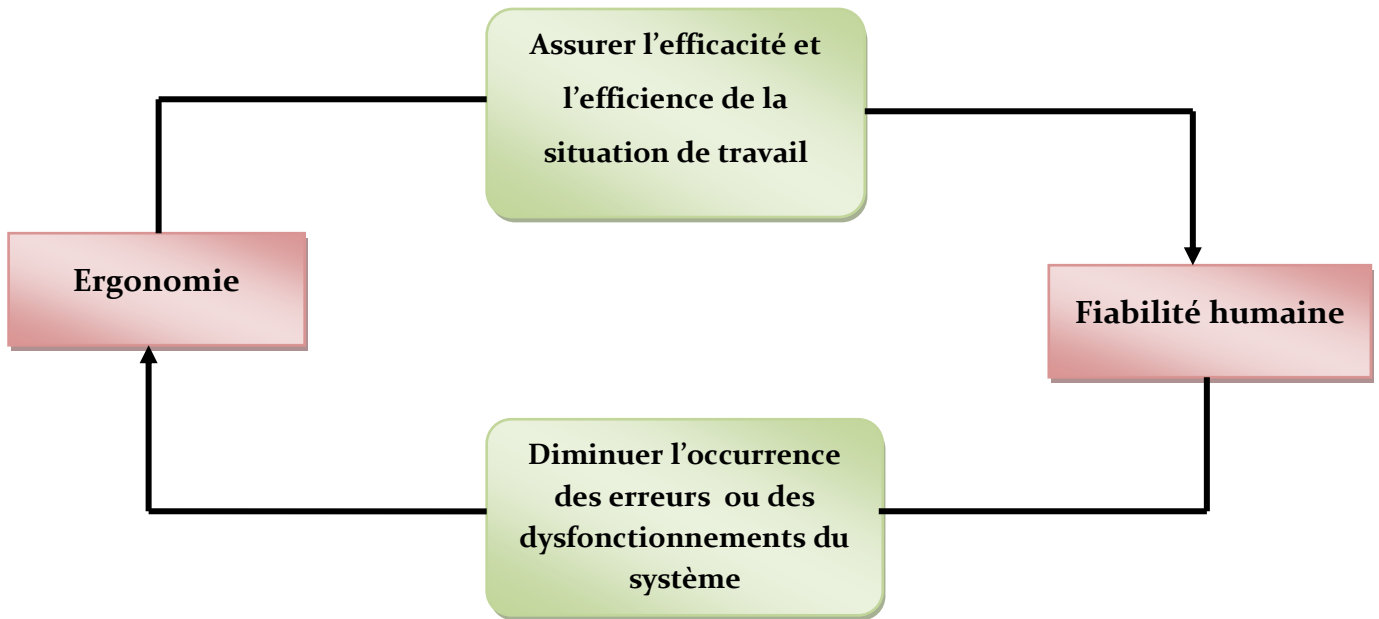 Assurer l’efficacité et
l’efficience de la
situation de travail
Ergonomie
Fiabilité humaine
Diminuer l’occurrence
des erreurs  ou des
dysfonctionnements du
système